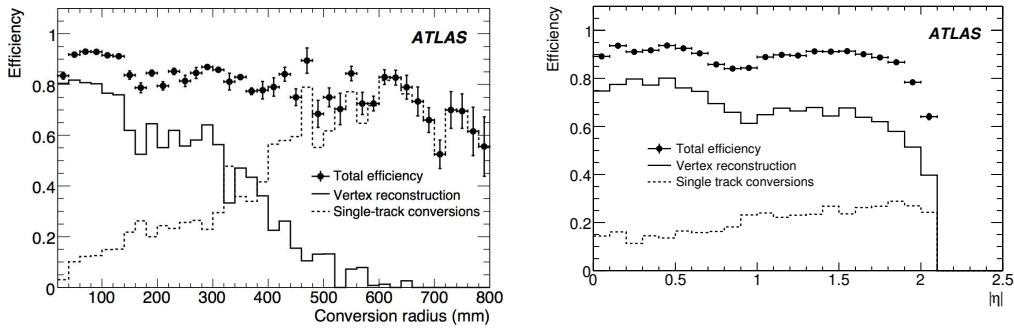 Efficiency
ATLAS
1
0.8
0.6
0.4
0.2
0
Total efficiency
Vertex reconstruction
Single-track conversions
100 200 300 400 500 600 700 800
Conversion radius (mm)
Efficiency
ATLAS
1
0.8
0.6
0.4
0.2
0
Total efficiency
Vertex reconstruction
Single track conversions
0 0.5 1 1.5 2 2.5
|η|